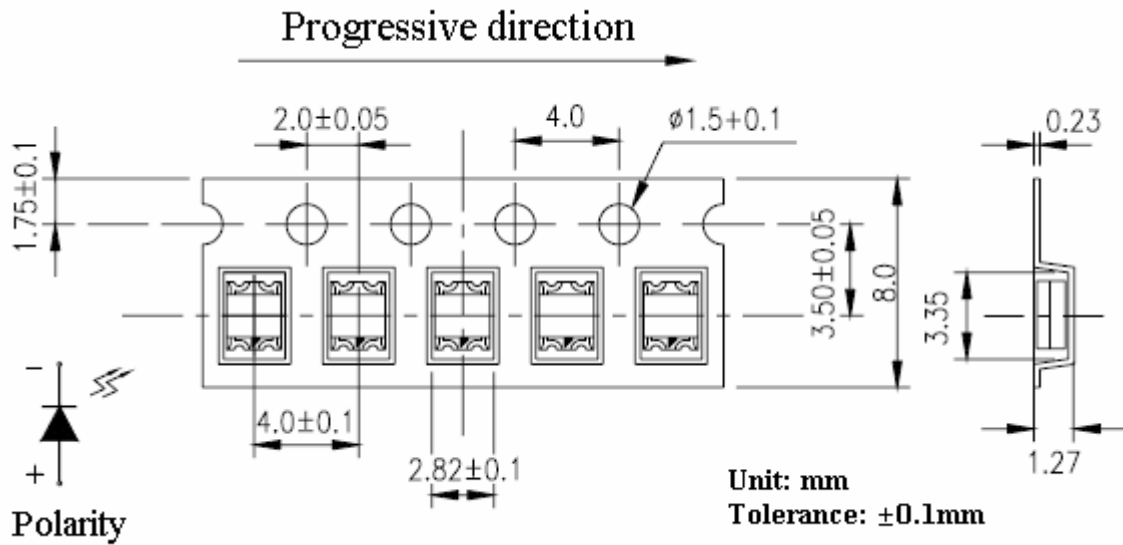 Progressive direction
2.0±0.05
4.0
ø1.5+0.1
0.23
1.75±0.1
3.50±0.05
8.0
3.35
-
+
4.0±0.1
2.82±0.1
1.27
Unit: mm
Tolerance: ±0.1mm
Polarity